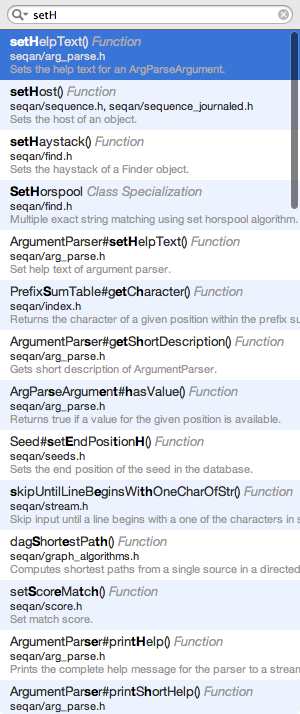 setH
setHelpText() Function
seqan/arg_parse.h
Sets the help text for an ArgParseArgument.
setHost() Function
seqan/sequence.h, seqan/sequence_journaled.h
Sets the host of an object.
setHaystack() Function
seqan/find.h
Sets the haystack of a Finder object.
SetHorspool Class Specialization
seqan/find.h
Multiple exact string matching using set horspool algorithm.
ArgumentParser#setHelpText() Function
seqan/arg_parse.h
Set help text of argument parser.
PrefixSumTable#getCharacter() Function
seqan/index.h
Returns the character of a given position within the prefix su
ArgumentParser#getShortDescription() Function
seqan/arg_parse.h
Gets short description of ArgumentParser.
ArgParseArgument#hasValue() Function
seqan/arg_parse.h
Returns true if a value for the given position is available.
Seed#setEndPositionH() Function
seqan/seeds.h
Sets the end position of the seed in the database.
skipUntilLineBeginsWithOneCharOfStr() Function
seqan/stream.h
Skip input until a line begins with a one of the characters in s
dagShortestPath() Function
seqan/graph_algorithms.h
Computes shortest paths from a single source in a directed
setScoreMatch() Function
seqan/score.h
Set match score.
ArgumentParser#printHelp() Function
seqan/arg_parse.h
Prints the complete help message for the parser to a stream
ArgumentParser#printShortHelp() Function
seqan/arg_parse.h